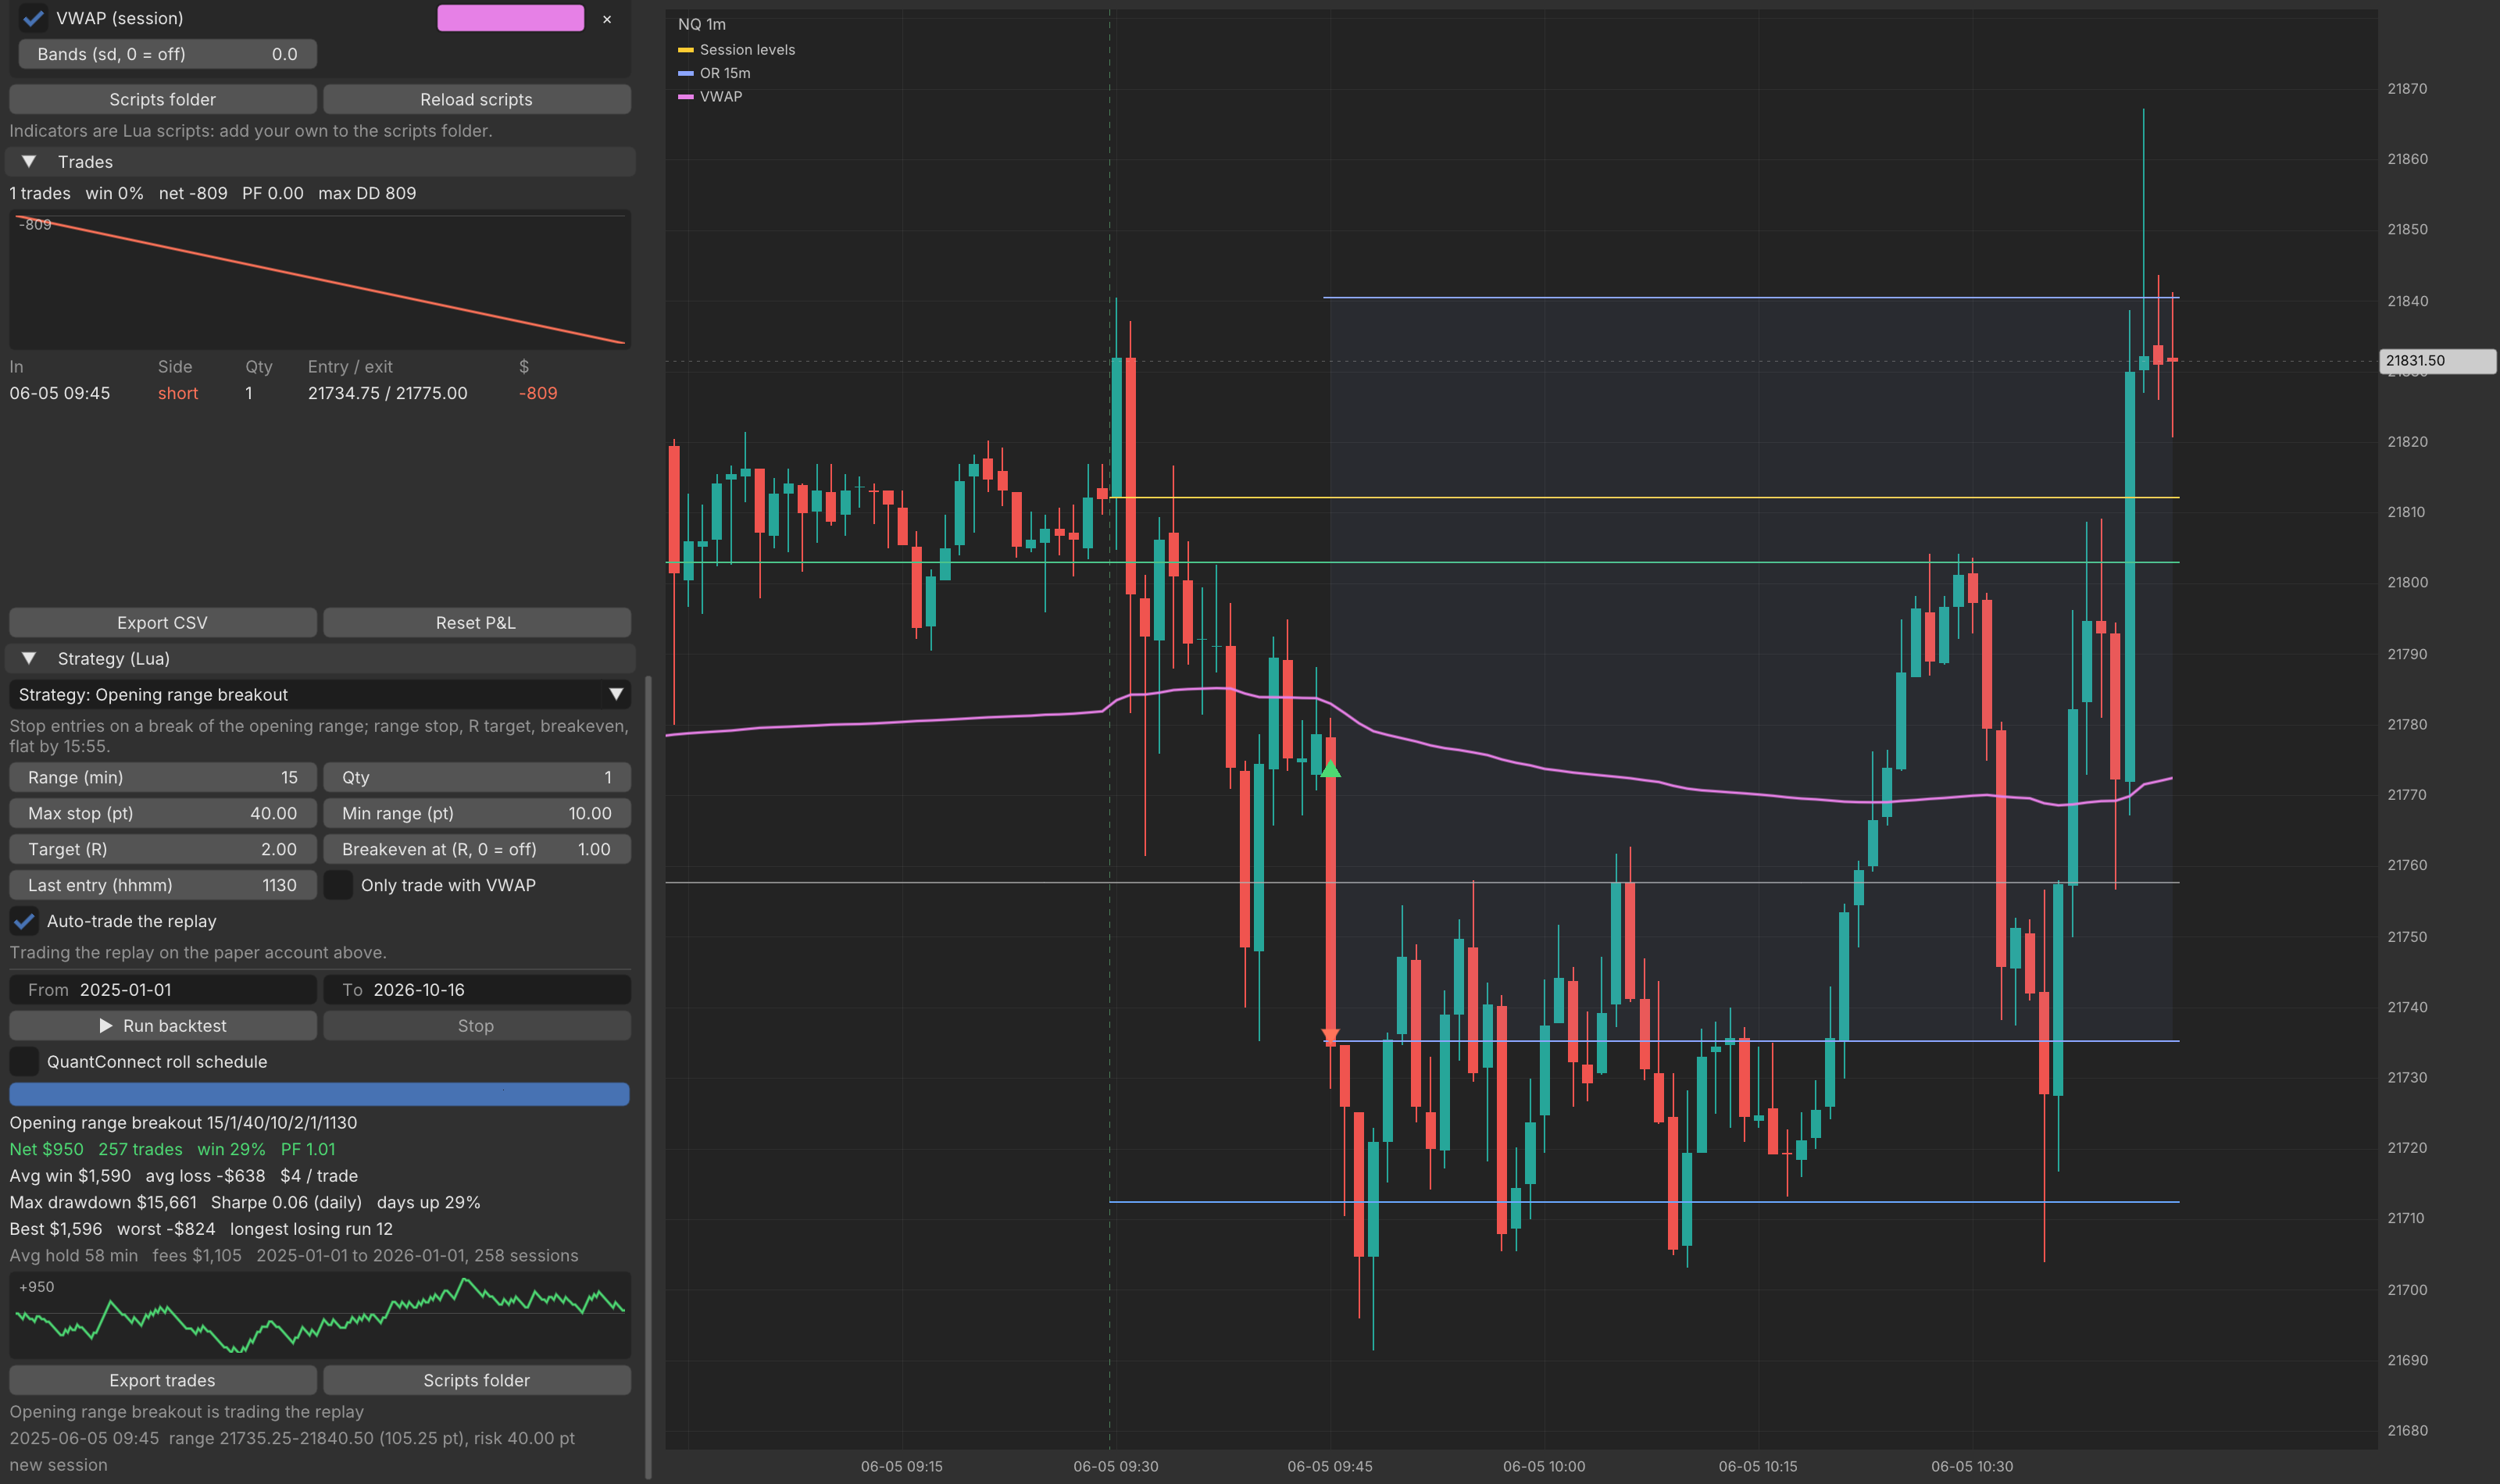 VWAP (session) ×
Bands (sd, 0 = off) 0.0
Scripts folder Reload scripts
Indicators are Lua scripts: add your own to the scripts folder.
Trades
1 trades win 0% net -809 PF 0.00 max DD 809
-809
In Side Qty Entry / exit $
06-05 09:45 short 1 21734.75 / 21775.00 -809
Export CSV Reset P&L
Strategy (Lua)
Strategy: Opening range breakout
Stop entries on a break of the opening range; range stop, R target, breakeven,
flat by 15:55.
Range (min) 15 Qty 1
Max stop (pt) 40.00 Min range (pt) 10.00
Target (R) 2.00 Breakeven at (R, 0 = off) 1.00
Last entry (hhmm) 1130 Only trade with VWAP
Auto-trade the replay
Trading the replay on the paper account above.
From 2025-01-01 To 2026-10-16
Run backtest Stop
QuantConnect roll schedule
Opening range breakout 15/1/40/10/2/1/1130
Net $950 257 trades win 29% PF 1.01
Avg win $1,590 avg loss -$638 $4 / trade
Max drawdown $15,661 Sharpe 0.06 (daily) days up 29%
Best $1,596 worst -$824 longest losing run 12
Avg hold 58 min fees $1,105 2025-01-01 to 2026-01-01, 258 sessions
+950
Export trades Scripts folder
Opening range breakout is trading the replay
2025-06-05 09:45 range 21735.25-21840.50 (105.25 pt), risk 40.00 pt
new session
NQ 1m
Session levels
OR 15m
VWAP
21870
21860
21850
21840
21831.50
21820
21810
21800
21790
21780
21770
21760
21750
21740
21730
21720
21710
21700
21690
21680
06-05 09:15 06-05 09:30 06-05 09:45 06-05 10:00 06-05 10:15 06-05 10:30